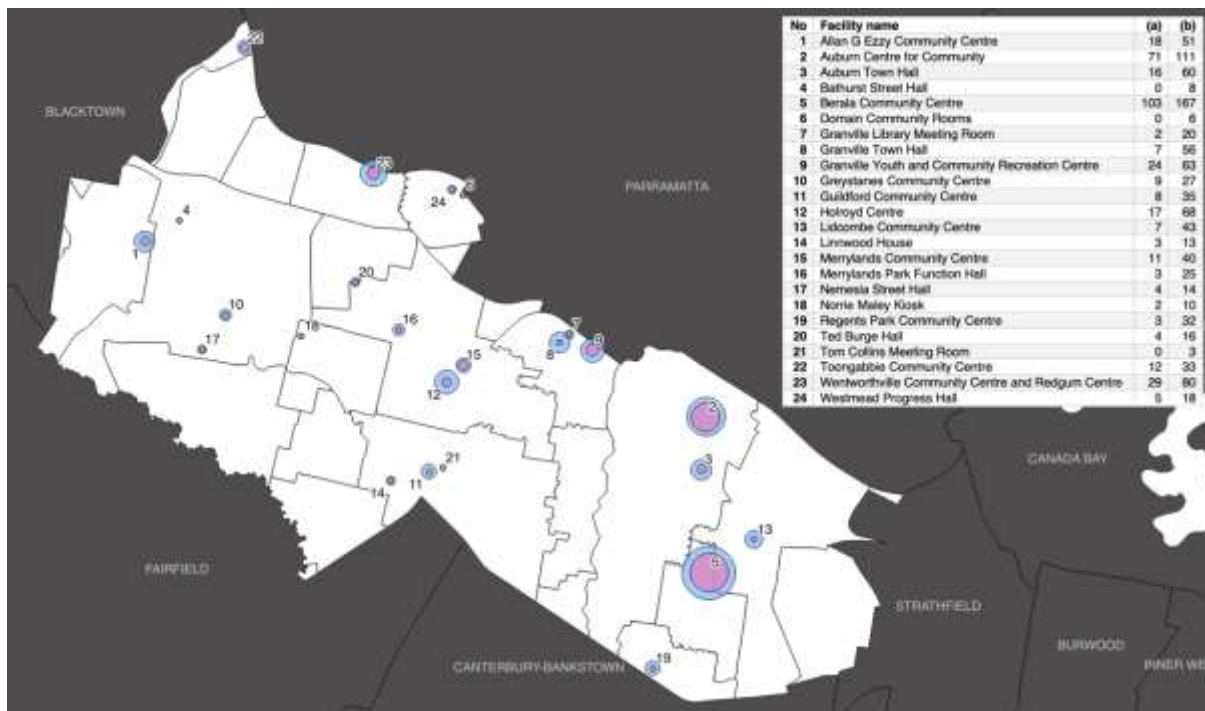 No Facility name (a) (b)
1 Allan G Ezzy Community Centre 18 51
2 Auburn Centre for Community 71 111
3 Auburn Town Hall 16 60
4 Bathurst Street Hall 0 8
5 Berala Community Centre 103 167
6 Domain Community Rooms 0 6
7 Granville Library Meeting Room 2 20
8 Granville Town Hall 7 56
9 Granville Youth and Community Recreation Centre 24 63
10 Greystanes Community Centre 9 27
11 Guildford Community Centre 8 35
12 Holroyd Centre 17 68
13 Lidcombe Community Centre 7 43
14 Linnwood House 3 13
15 Merrylands Community Centre 11 40
16 Merrylands Park Function Hall 3 25
17 Nemesia Street Hall 4 14
18 Norrie Maley Kiosk 2 10
19 Regents Park Community Centre 3 32
20 Ted Burge Hall 4 16
21 Tom Collins Meeting Room 0 3
22 Toongabbie Community Centre 12 33
23 Wentworthville Community Centre and Redgum Centre 29 80
24 Westmead Progress Hall 5 18
22
BLACKTOWN
23
PARRAMATTA
6
24
4
1
20
10
16
7
18
8
9
17
15
12
2
CANADA BAY
3
21
11
14
13
5
FAIRFIELD
STRATHFIELD
BURWOOD
19
CANTERBURY-BANKSTOWN
INNER WE